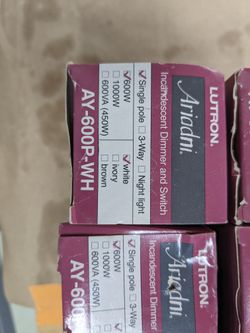 LUTRON.
Ariadni.
Incandescent Dimmer and Switch
✓ Single pole □ 3-Way □ Night light
✓ 600W ✓ white
□ 1000W □ ivory
□ 600VA (450W) □ brown
AY-600P-WH
LUTRON
Ariadni.
Incandescent Dimmer
✓ Single pole □ 3-
✓ 600W
□ 1000W
□ 600VA (450W)
AY-600